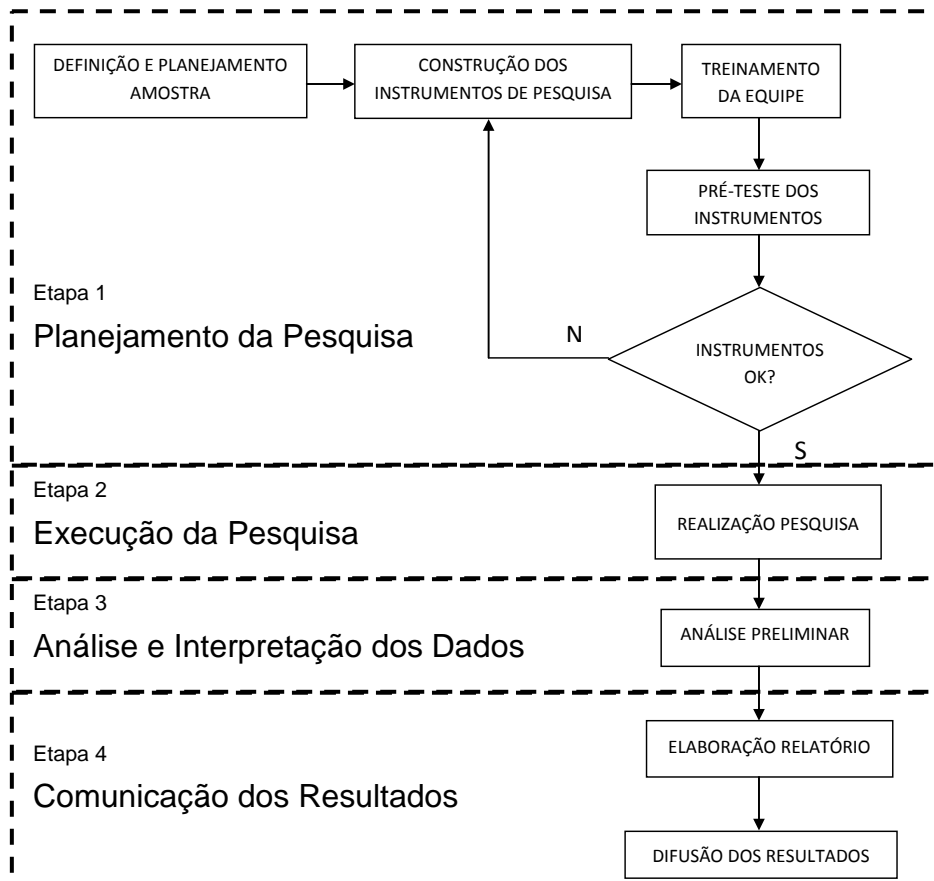 DEFINIÇÃO E PLANEJAMENTO
AMOSTRA
CONSTRUÇÃO DOS
INSTRUMENTOS DE PESQUISA
TREINAMENTO
DA EQUIPE
PRÉ-TESTE DOS
INSTRUMENTOS
Etapa 1
Planejamento da Pesquisa
N
INSTRUMENTOS
OK?
S
Etapa 2
Execução da Pesquisa
REALIZAÇÃO PESQUISA
Etapa 3
Análise e Interpretação dos Dados
ANÁLISE PRELIMINAR
Etapa 4
Comunicação dos Resultados
ELABORAÇÃO RELATÓRIO
DIFUSÃO DOS RESULTADOS